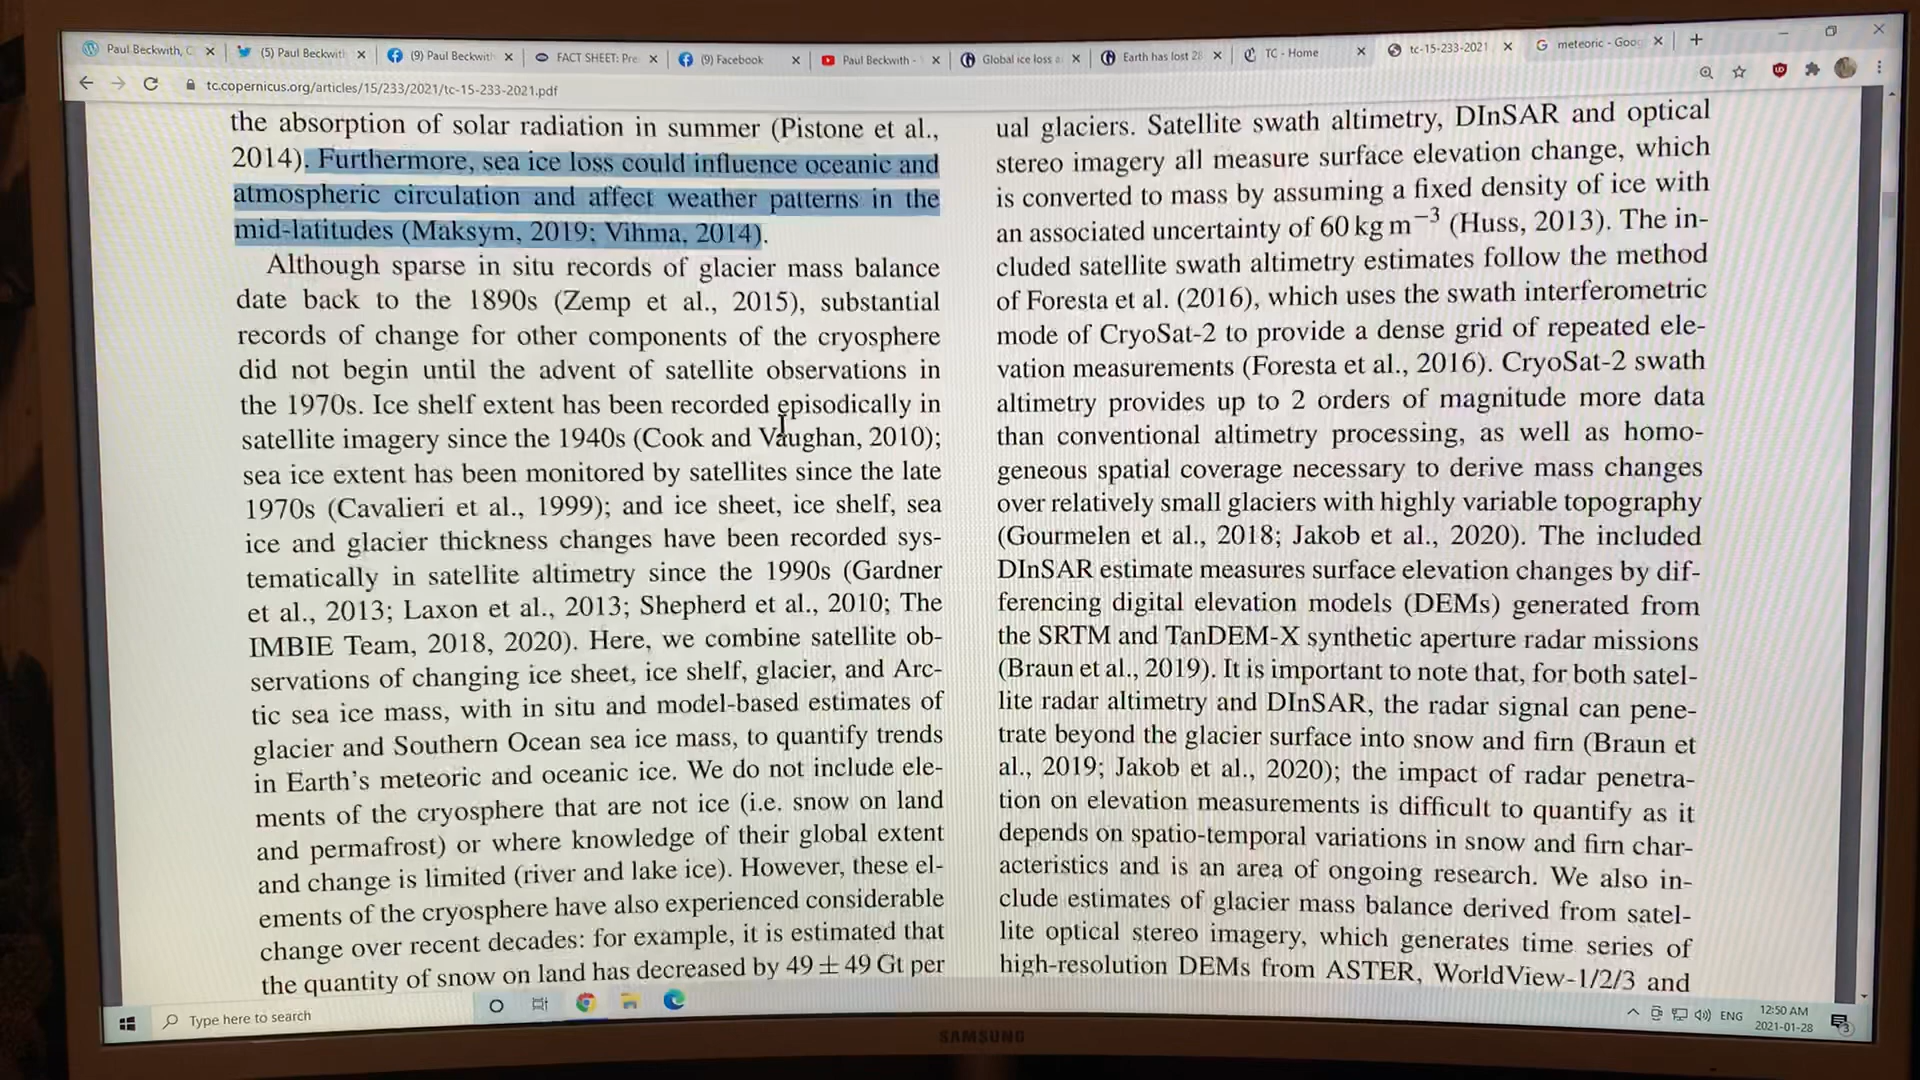 Paul Beckwith, C
(5) Paul Beckwith
(9) Paul Beckwith
FACT SHEET: Pre
(9) Facebook
Paul Beckwith -
Global ice loss
Earth has lost 28
TC - Home
tc-15-233-2021
meteoric - Goo
tc.copernicus.org/articles/15/233/2021/tc-15-233-2021.pdf
the absorption of solar radiation in summer (Pistone et al.,
2014). Furthermore, sea ice loss could influence oceanic and
atmospheric circulation and affect weather patterns in the
mid-latitudes (Maksym, 2019; Vihma, 2014).
Although sparse in situ records of glacier mass balance
date back to the 1890s (Zemp et al., 2015), substantial
records of change for other components of the cryosphere
did not begin until the advent of satellite observations in
the 1970s. Ice shelf extent has been recorded episodically in
satellite imagery since the 1940s (Cook and Vaughan, 2010);
sea ice extent has been monitored by satellites since the late
1970s (Cavalieri et al., 1999); and ice sheet, ice shelf, sea
ice and glacier thickness changes have been recorded sys-
tematically in satellite altimetry since the 1990s (Gardner
et al., 2013; Laxon et al., 2013; Shepherd et al., 2010; The
IMBIE Team, 2018, 2020). Here, we combine satellite ob-
servations of changing ice sheet, ice shelf, glacier, and Arc-
tic sea ice mass, with in situ and model-based estimates of
glacier and Southern Ocean sea ice mass, to quantify trends
in Earth's meteoric and oceanic ice. We do not include ele-
ments of the cryosphere that are not ice (i.e. snow on land
and permafrost) or where knowledge of their global extent
and change is limited (river and lake ice). However, these el-
ements of the cryosphere have also experienced considerable
change over recent decades: for example, it is estimated that
the quantity of snow on land has decreased by 49 ± 49 Gt per
ual glaciers. Satellite swath altimetry, DInSAR and optical
stereo imagery all measure surface elevation change, which
is converted to mass by assuming a fixed density of ice with
an associated uncertainty of 60 kg m⁻³ (Huss, 2013). The in-
cluded satellite swath altimetry estimates follow the method
of Foresta et al. (2016), which uses the swath interferometric
mode of CryoSat-2 to provide a dense grid of repeated ele-
vation measurements (Foresta et al., 2016). CryoSat-2 swath
altimetry provides up to 2 orders of magnitude more data
than conventional altimetry processing, as well as homo-
geneous spatial coverage necessary to derive mass changes
over relatively small glaciers with highly variable topography
(Gourmelen et al., 2018; Jakob et al., 2020). The included
DInSAR estimate measures surface elevation changes by dif-
ferencing digital elevation models (DEMs) generated from
the SRTM and TanDEM-X synthetic aperture radar missions
(Braun et al., 2019). It is important to note that, for both satel-
lite radar altimetry and DInSAR, the radar signal can pene-
trate beyond the glacier surface into snow and firn (Braun et
al., 2019; Jakob et al., 2020); the impact of radar penetra-
tion on elevation measurements is difficult to quantify as it
depends on spatio-temporal variations in snow and firn char-
acteristics and is an area of ongoing research. We also in-
clude estimates of glacier mass balance derived from satel-
lite optical stereo imagery, which generates time series of
high-resolution DEMs from ASTER, WorldView-1/2/3 and
Type here to search
ENG
12:50 AM
2021-01-28
3
SAMSUNG